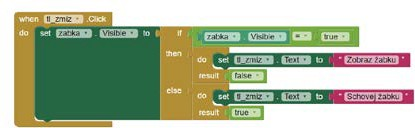 when tl_zmiz .Click
do set zabka . Visible to if zabka . Visible = true
then do set tl_zmiz . Text to " Zobraz žabku "
result false
else do set tl_zmiz . Text to " Schovej žabku "
result true